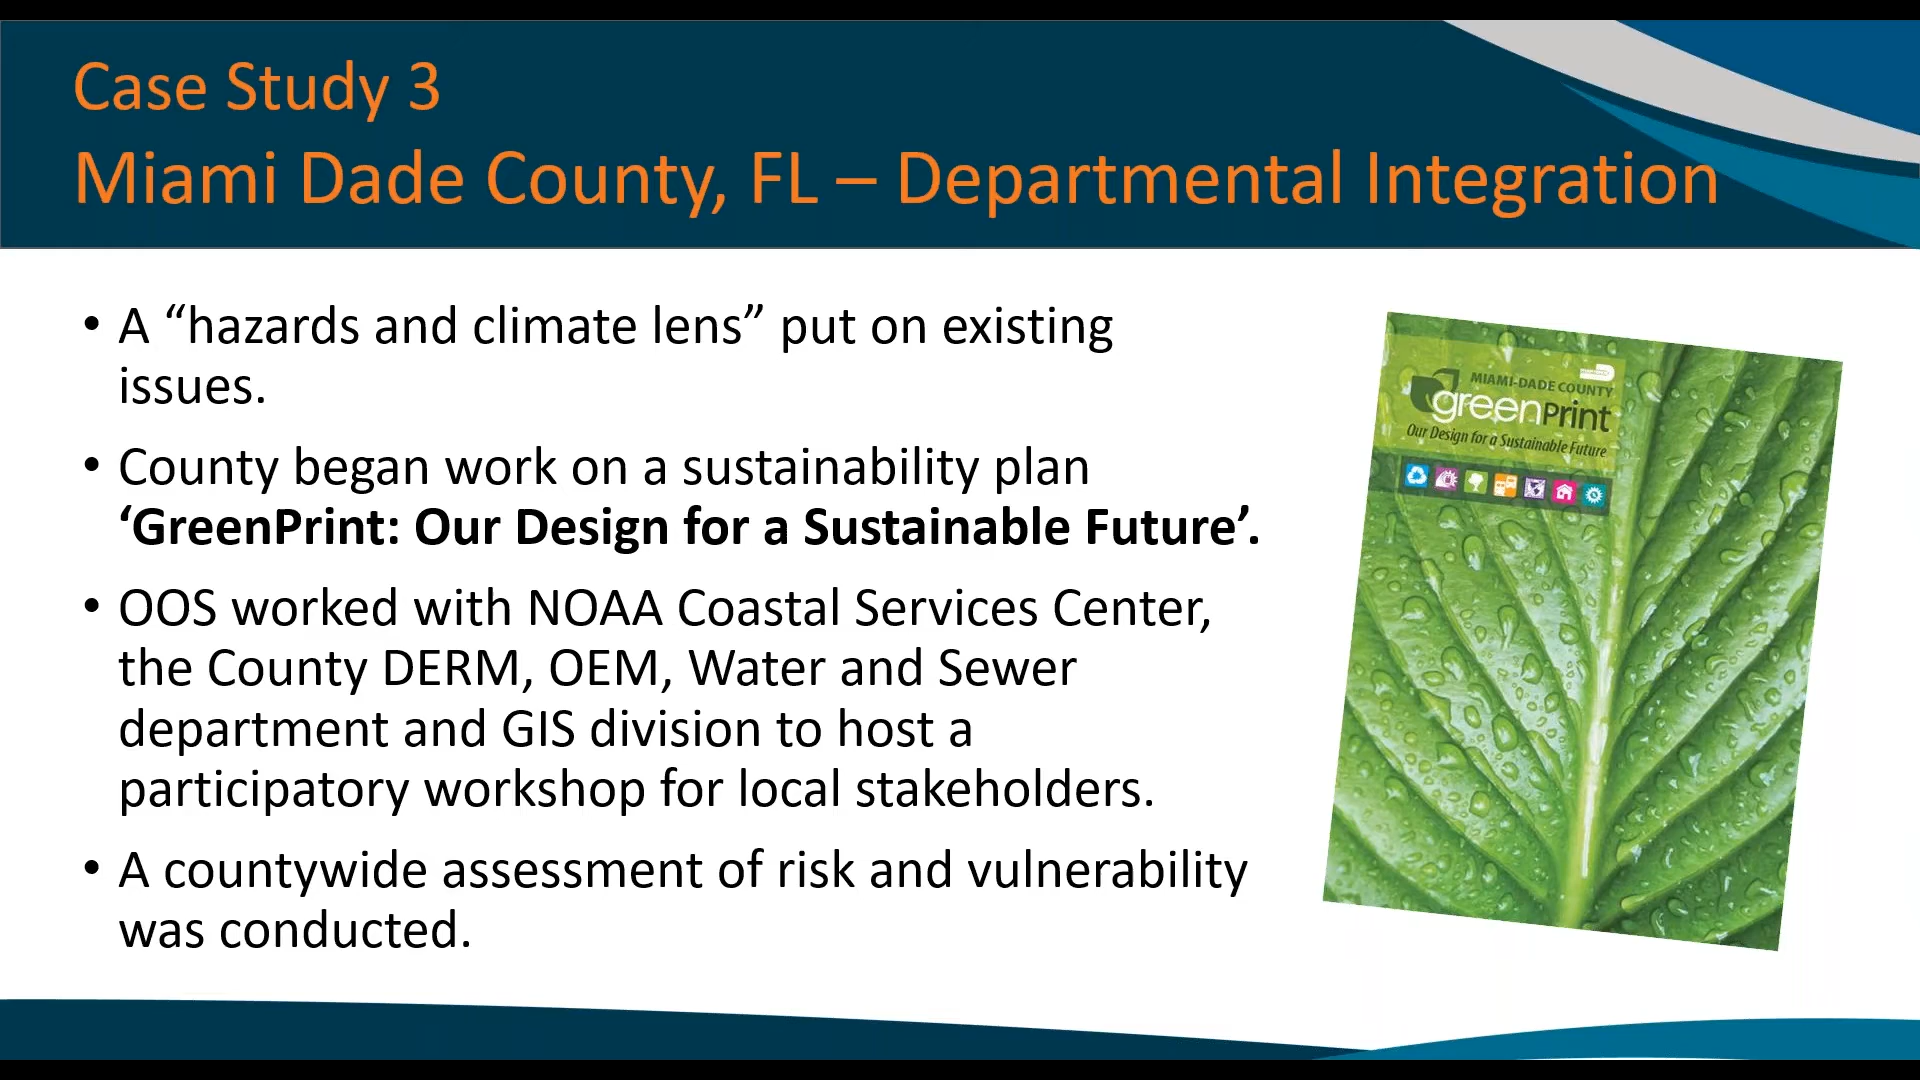 Case Study 3
Miami Dade County, FL – Departmental Integration
• A “hazards and climate lens” put on existing
issues.
• County began work on a sustainability plan
‘GreenPrint: Our Design for a Sustainable Future’.
• OOS worked with NOAA Coastal Services Center,
the County DERM, OEM, Water and Sewer
department and GIS division to host a
participatory workshop for local stakeholders.
• A countywide assessment of risk and vulnerability
was conducted.
MIAMI-DADE COUNTY
greenPrint
Our Design for a Sustainable Future